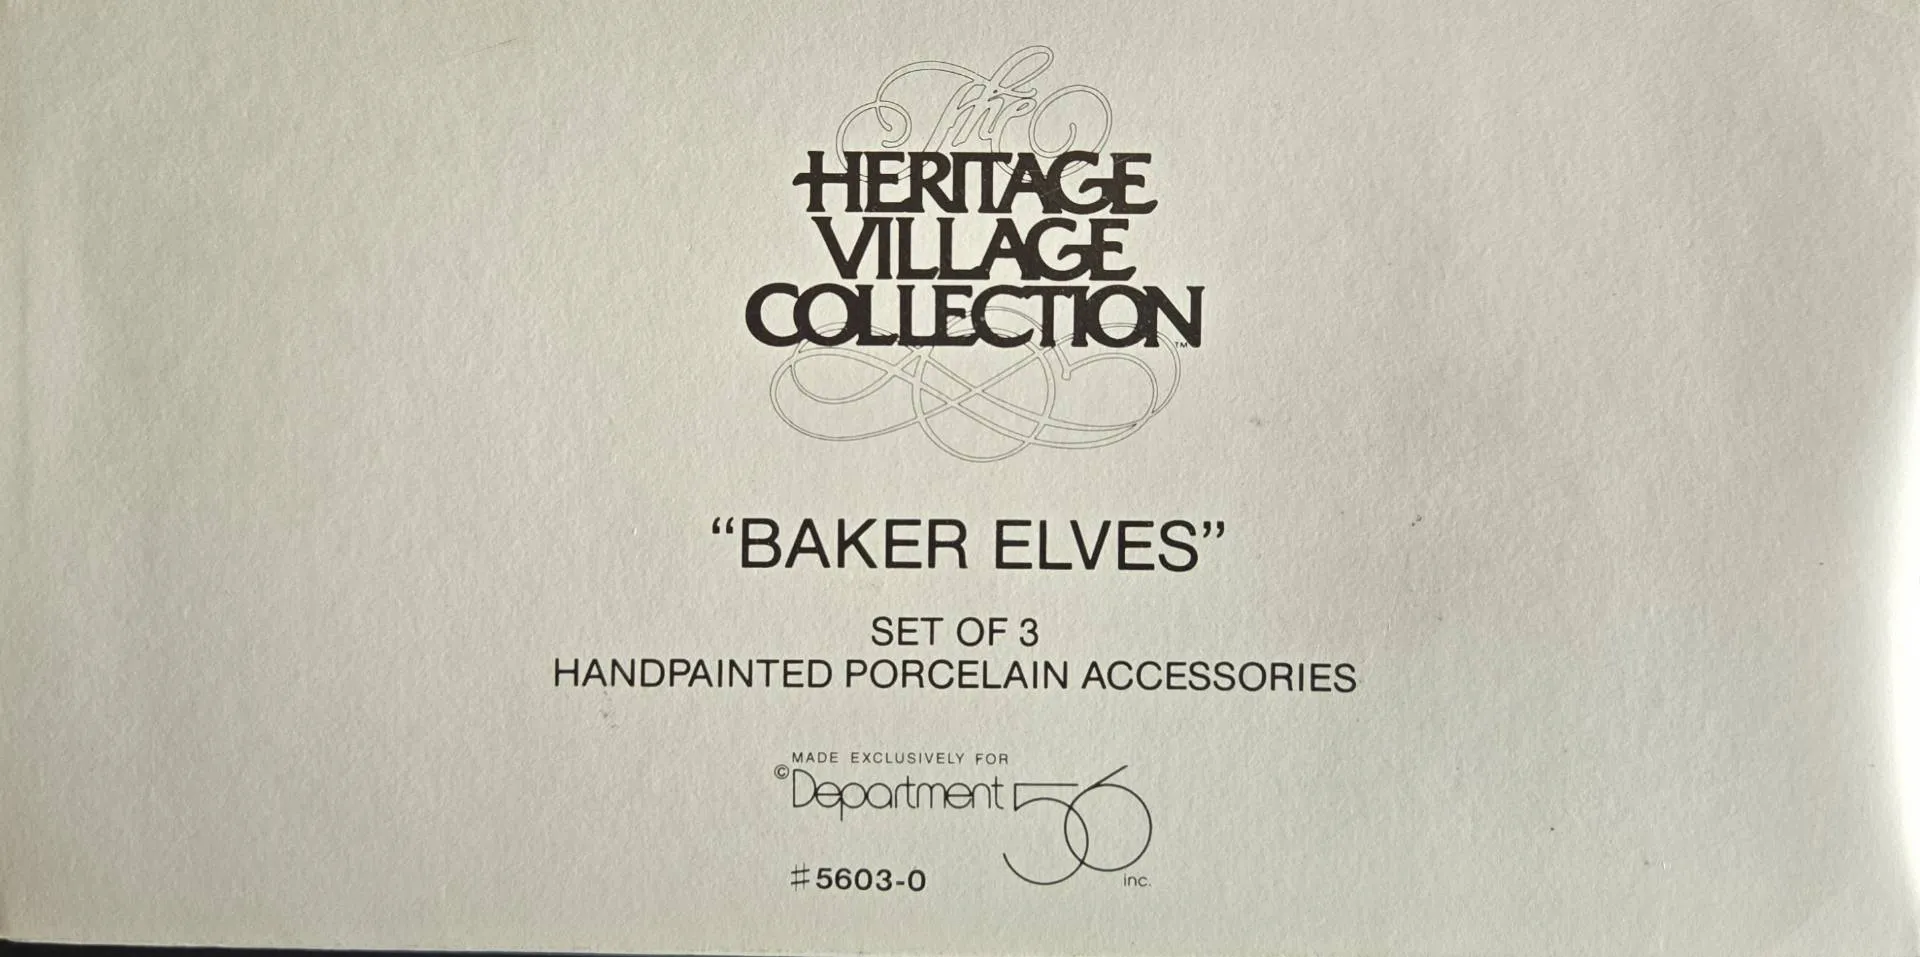 The
HERITAGE
VILLAGE
COLLECTION™
“BAKER ELVES”
SET OF 3
HANDPAINTED PORCELAIN ACCESSORIES
MADE EXCLUSIVELY FOR
©Department 56 inc.
#5603-0